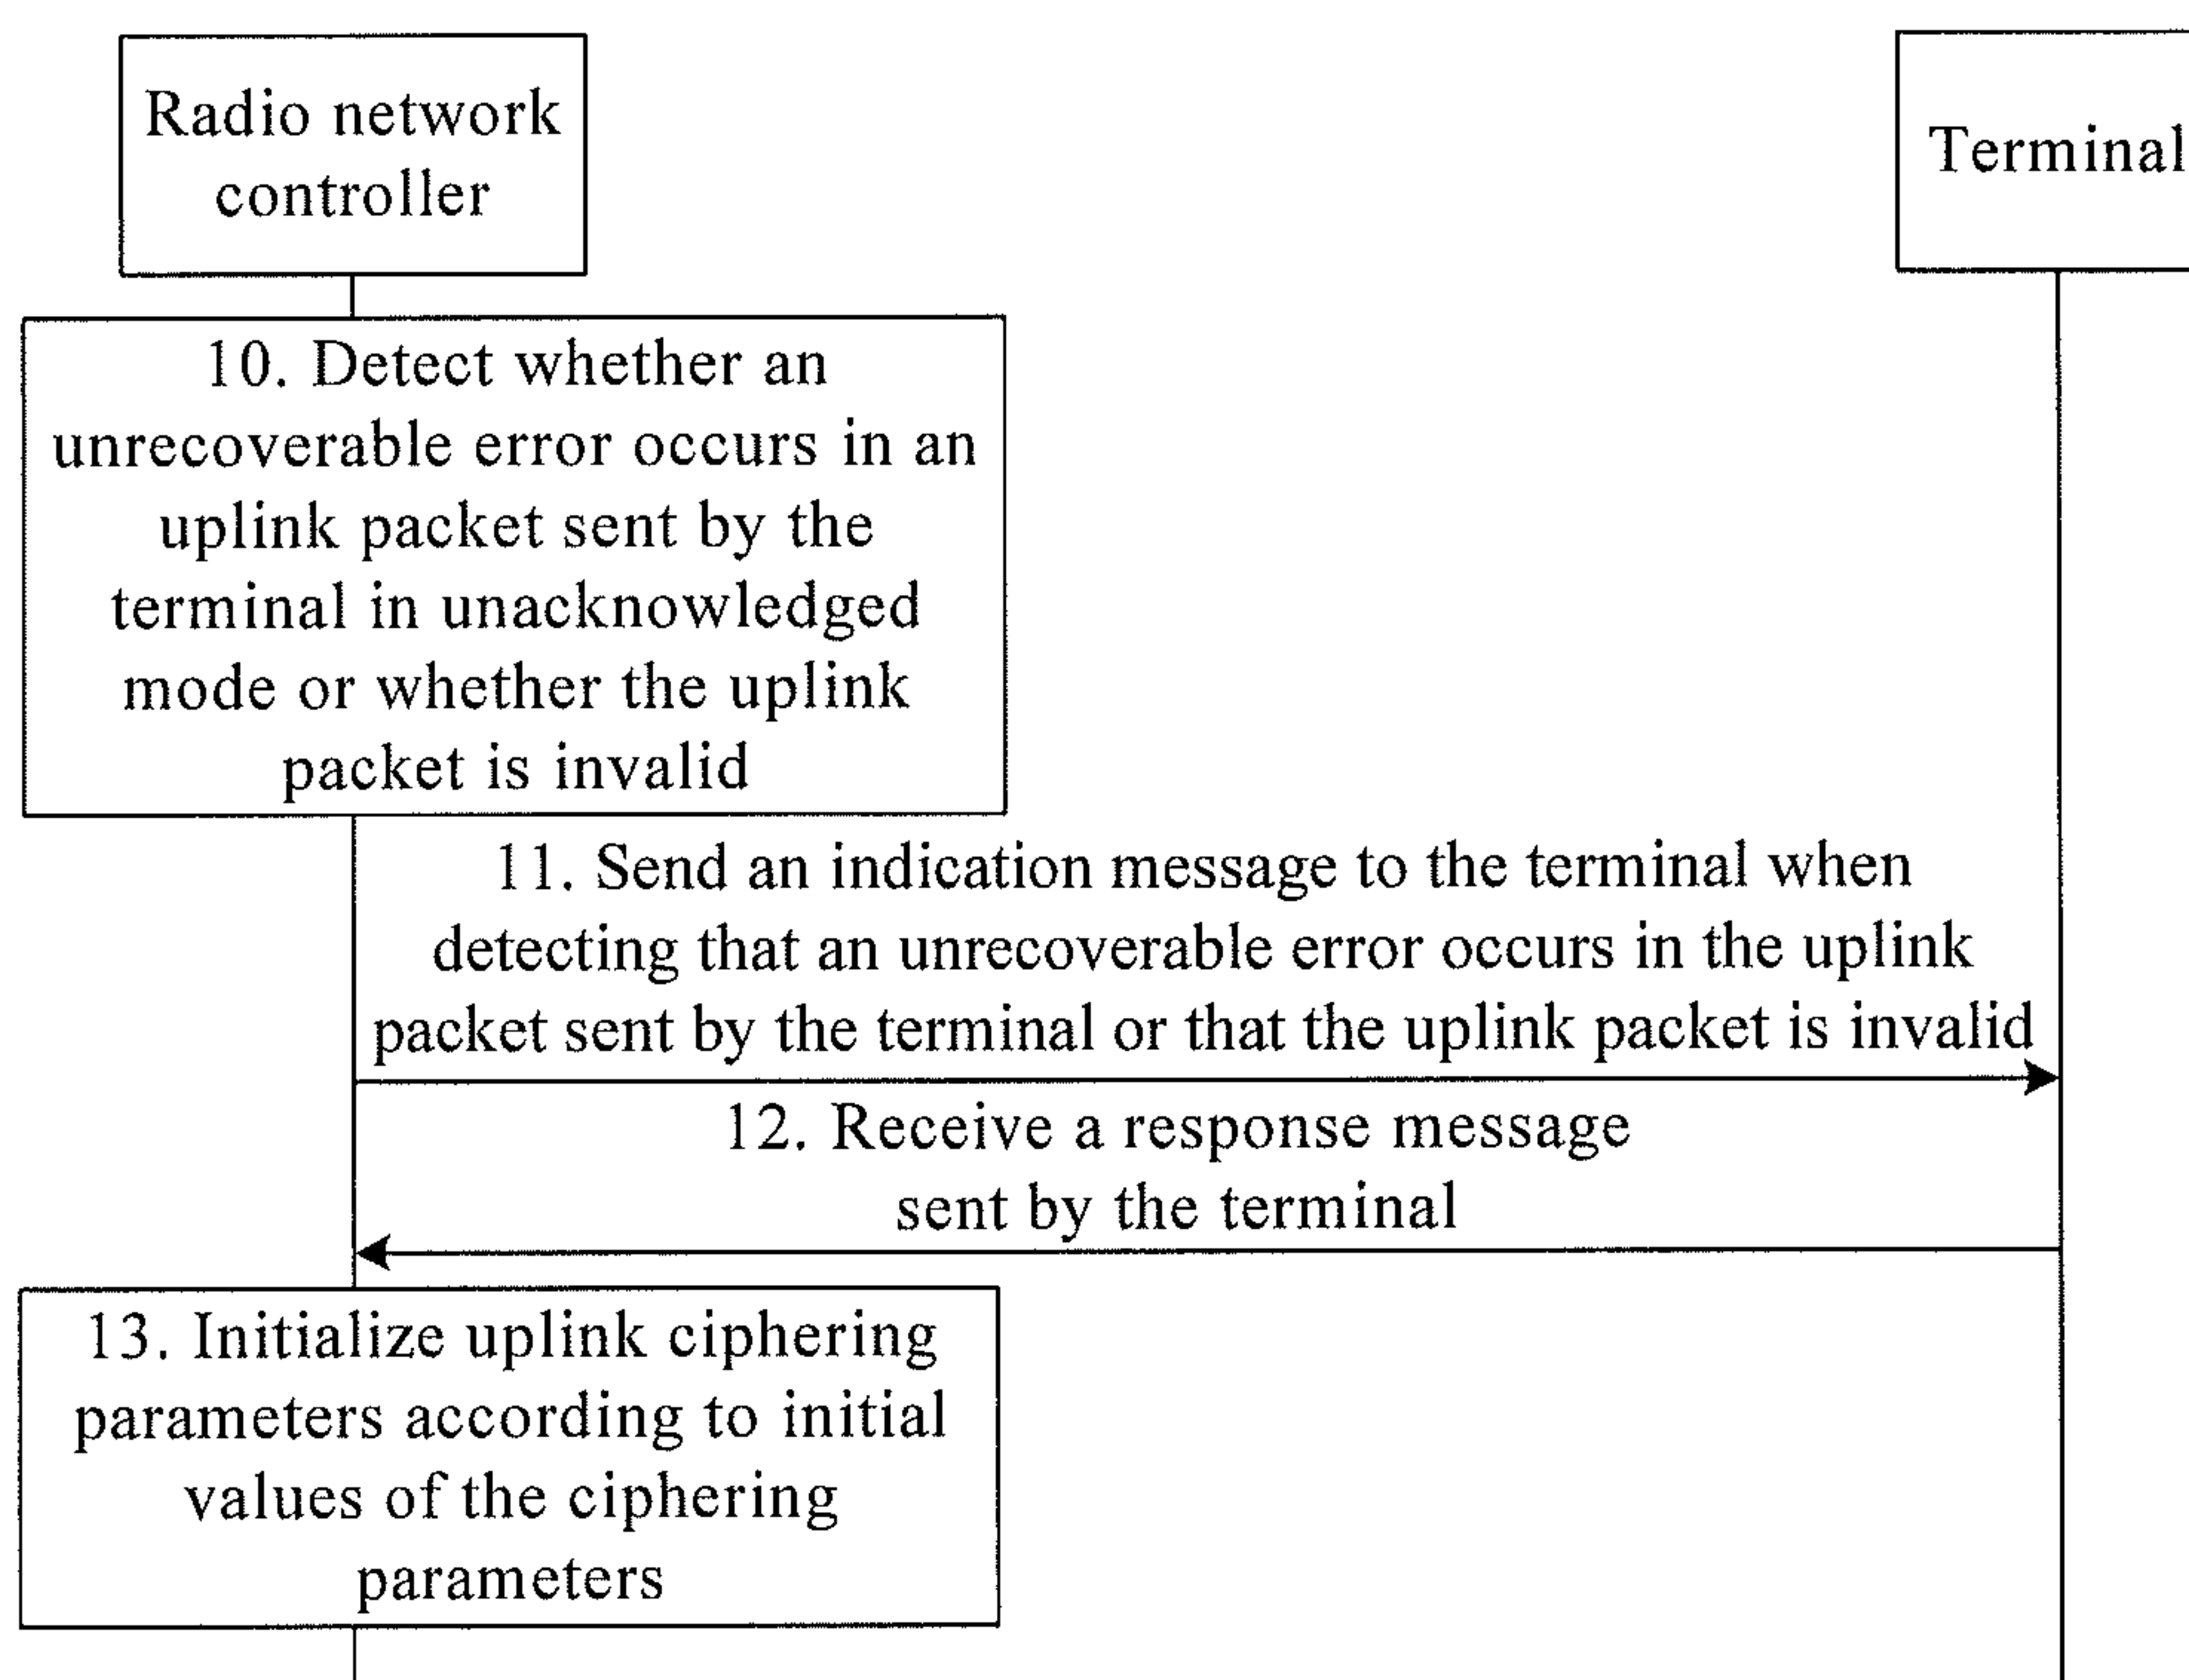 Radio network
controller
Terminal
10. Detect whether an
unrecoverable error occurs in an
uplink packet sent by the
terminal in unacknowledged
mode or whether the uplink
packet is invalid
11. Send an indication message to the terminal when
detecting that an unrecoverable error occurs in the uplink
packet sent by the terminal or that the uplink packet is invalid
12. Receive a response message
sent by the terminal
13. Initialize uplink ciphering
parameters according to initial
values of the ciphering
parameters